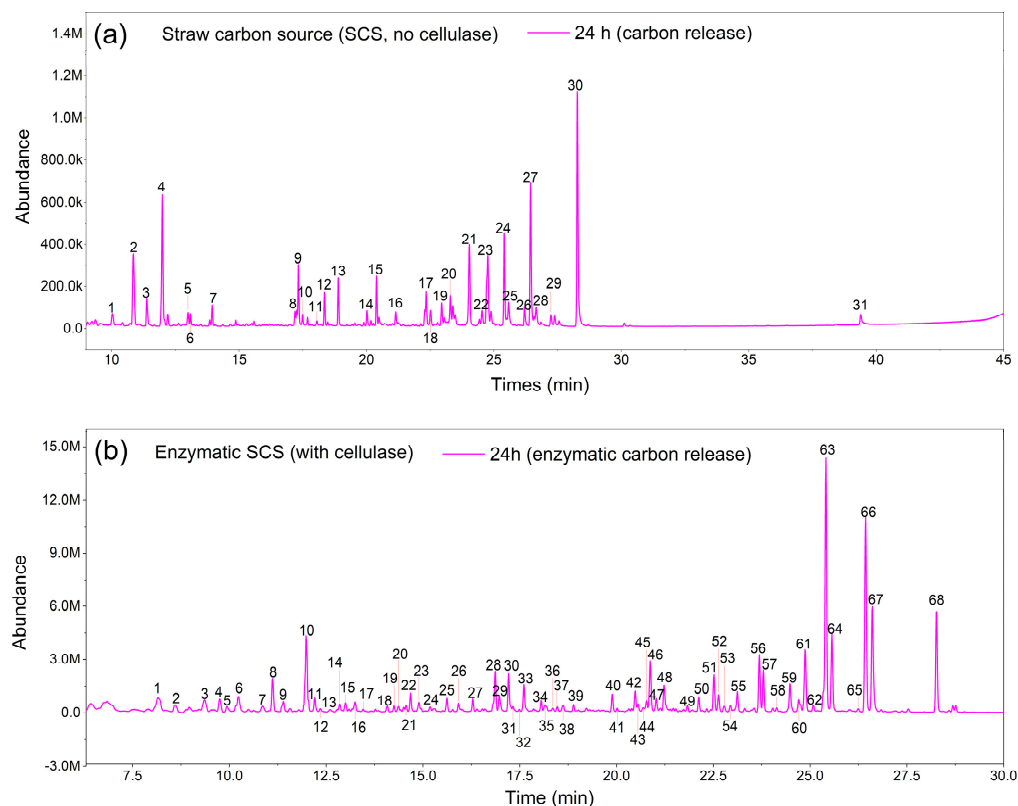 (a) Straw carbon source (SCS, no cellulase) 24 h (carbon release)
1.4M
1.2M
1.0M
800.0k
600.0k
400.0k
200.0k
0.0
Abundance
1 2 3 4 5 6 7 8 9 10 11 12 13 14 15 16 17 18 19 20 21 22 23 24 25 26 27 28 29 30 31
10 15 20 25 30 35 40 45
Times (min)
(b) Enzymatic SCS (with cellulase) 24h (enzymatic carbon release)
15.0M
12.0M
9.0M
6.0M
3.0M
0.0
-3.0M
Abundance
1 2 3 4 5 6 7 8 9 10 11 12 13 14 15 16 17 18 19 20 21 22 23 24 25 26 27 28 29 30 31 32 33 34 35 36 37 38 39 40 41 42 43 44 45 46 47 48 49 50 51 52 53 54 55 56 57 58 59 60 61 62 63 64 65 66 67 68
7.5 10.0 12.5 15.0 17.5 20.0 22.5 25.0 27.5 30.0
Time (min)